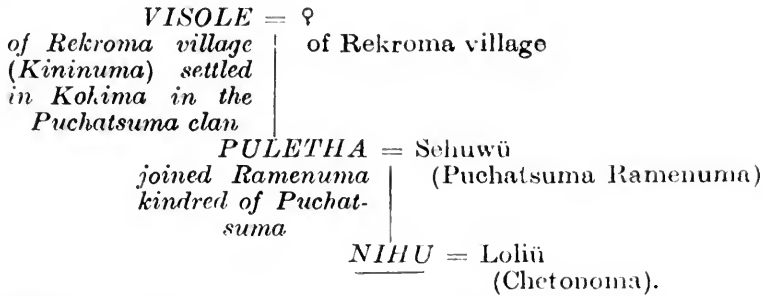 VISOLE = ♀
of Rekroma village of Rekroma village
(Kininuma) settled
in Kohima in the
Puchatsuma clan
PULETHA = Sehuwü
joined Ramenuma (Puchatsuma Ramenuma)
kindred of Puchat-
suma
NIHU = Loliü
(Chetonoma).